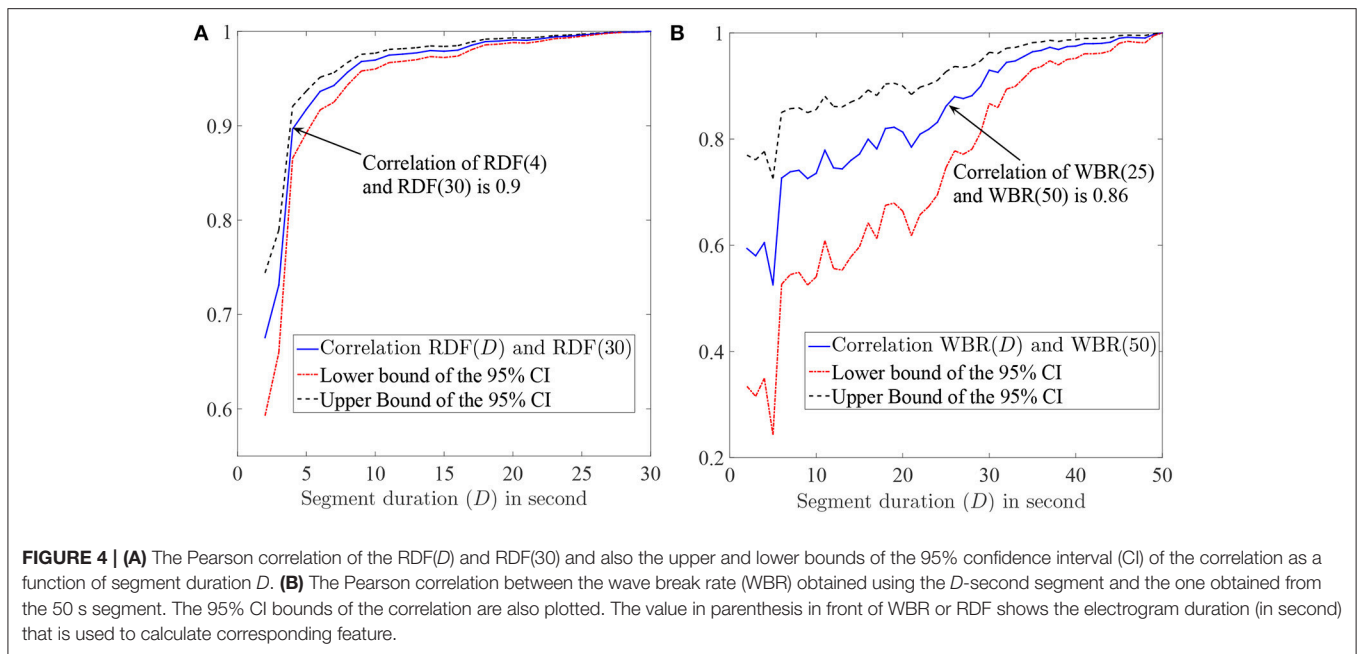 A
1
0.9
0.8
0.7
0.6
0
5
10
15
20
25
30
Segment duration (D) in second
Correlation of RDF(4)
and RDF(30) is 0.9
Correlation RDF(D) and RDF(30)
Lower bound of the 95% CI
Upper Bound of the 95% CI
B
1
0.8
0.6
0.4
0.2
0
10
20
30
40
50
Segment duration (D) in second
Correlation of WBR(25)
and WBR(50) is 0.86
Correlation WBR(D) and WBR(50)
Lower bound of the 95% CI
Upper Bound of the 95% CI
FIGURE 4 | (A) The Pearson correlation of the RDF(D) and RDF(30) and also the upper and lower bounds of the 95% confidence interval (CI) of the correlation as a
function of segment duration D. (B) The Pearson correlation between the wave break rate (WBR) obtained using the D-second segment and the one obtained from
the 50 s segment. The 95% CI bounds of the correlation are also plotted. The value in parenthesis in front of WBR or RDF shows the electrogram duration (in second)
that is used to calculate corresponding feature.